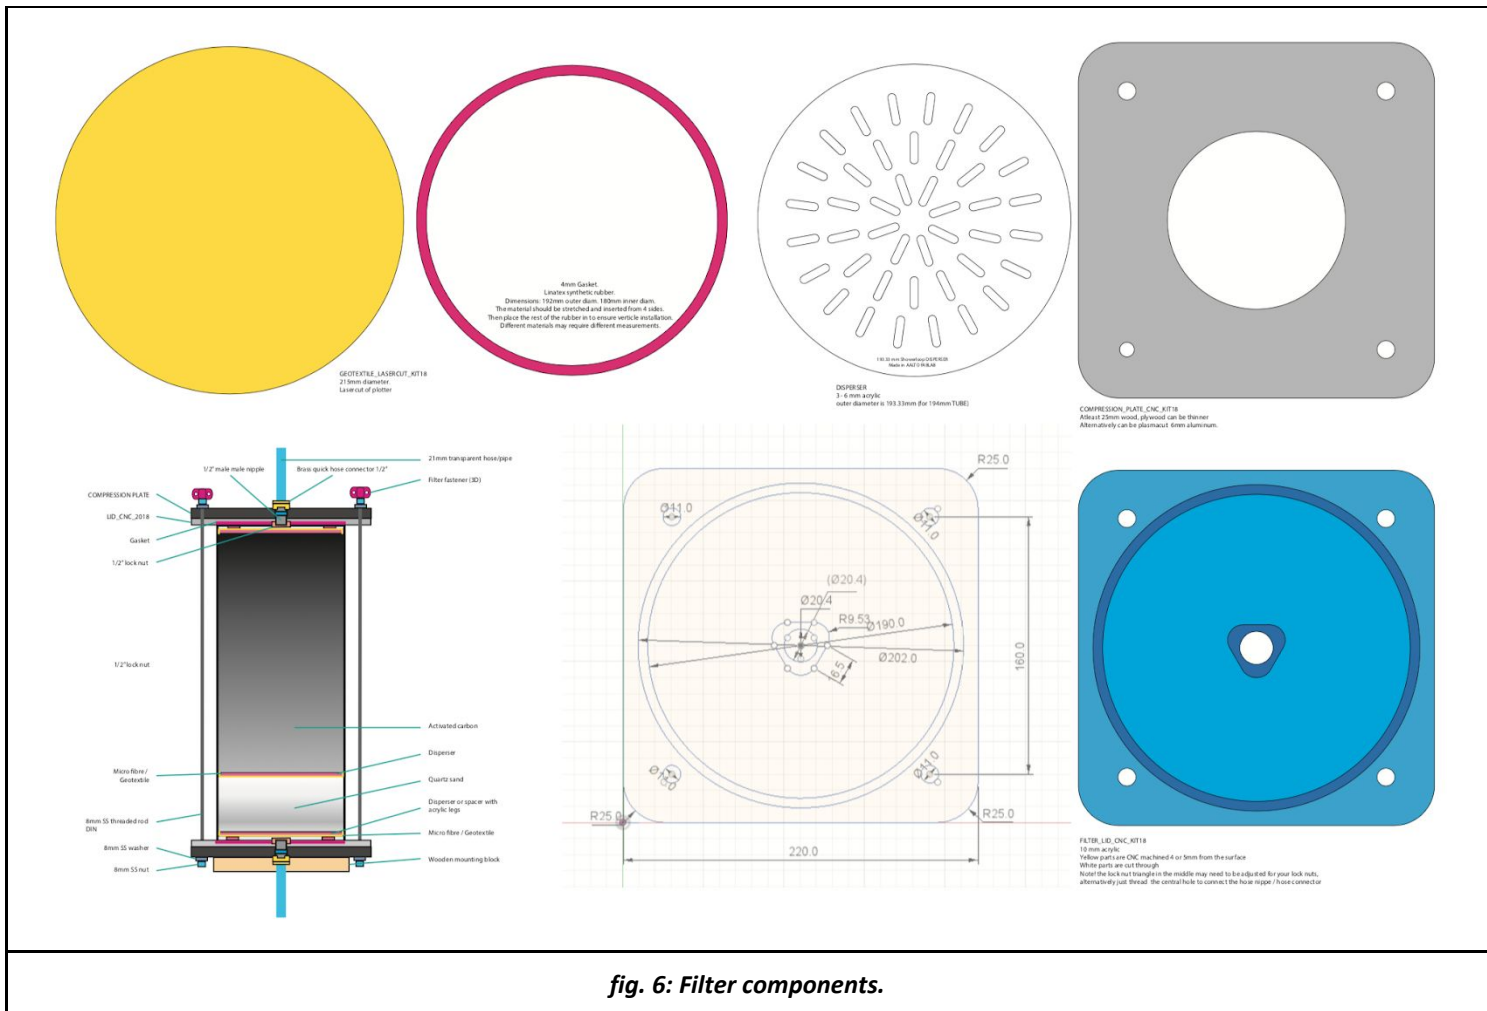 4mm Gasket.
Linatex synthetic rubber.
Dimensions: 192mm outer diam. 180mm inner diam.
The material should be stretched and inserted from 4 sides.
Then place the rest of the rubber in to ensure verticle installation.
Different materials may require different measurements.
GEOTEXTILE_LASERCUT_KIT18
215mm diameter
Lasercut of plotter
Showerloop DISPERSER
Made in AALTO FABLAB
DISPERSER
3 - 6 mm acrylic
outer diameter is 193.33mm (for 194mm TUBE)
COMPRESSION_PLATE_CNC_KIT18
Atleast 25mm wood, plywood can be thinner
Alternatively can be plasmacut 6mm aluminum.
21mm transparent hose/pipe
1/2" male male nipple
Brass quick hose connector 1/2"
Filter fastener (3D)
COMPRESSION PLATE
LID_CNC_2018
Gasket
1/2" lock nut
1/2" lock nut
Activated carbon
Disperser
Micro fibre /
Geotextile
Quartz sand
Disperser or spacer with
acrylic legs
8mm SS threaded rod
DIN
Micro fibre / Geotextile
8mm SS washer
Wooden mounting block
8mm SS nut
R25.0
Ø11.0
Ø11.0
(Ø20.4)
Ø20.4
R9.53
Ø190.0
Ø202.0
16.5
160.0
Ø11.0
R25.0
R25.0
220.0
FILTER_LID_CNC_KIT18
10 mm acrylic
Yellow parts are CNC machined 4 or 5mm from the surface
White parts are cut through
Note! the lock nut triangle in the middle may need to be adjusted for your lock nuts,
alternatively just thread the central hole to connect the hose nippe / hose connector
fig. 6: Filter components.